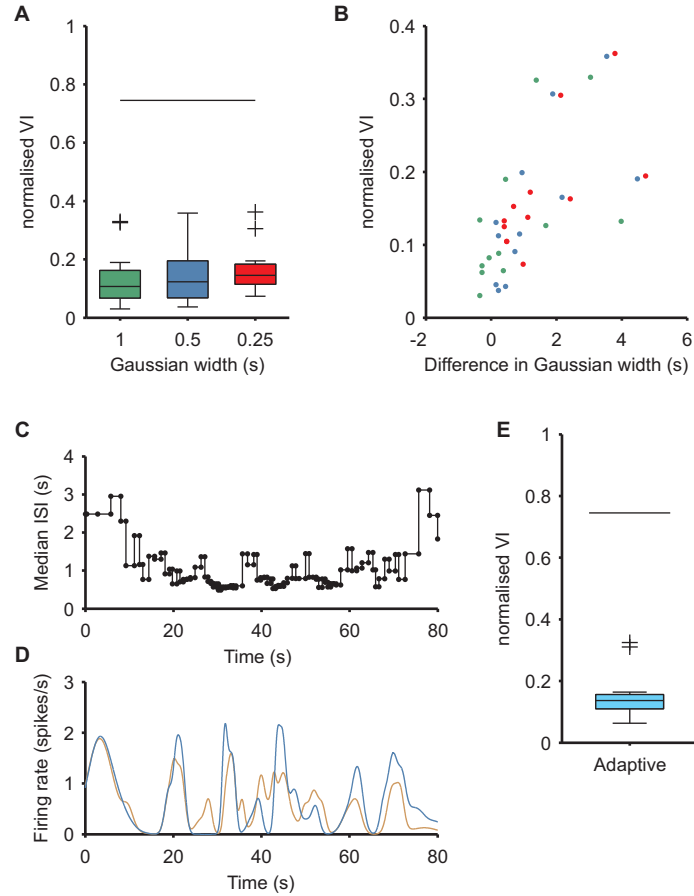 A
1
0.8
0.6
0.4
0.2
0
normalised VI
1
0.5
0.25
Gaussian width (s)
B
0.4
0.3
0.2
0.1
0
normalised VI
-2
0
2
4
6
Difference in Gaussian width (s)
C
4
3
2
1
0
Median ISI (s)
0
20
40
60
80
Time (s)
D
3
2
1
0
Firing rate (spikes/s)
0
20
40
60
80
Time (s)
E
1
0.8
0.6
0.4
0.2
0
normalised VI
Adaptive